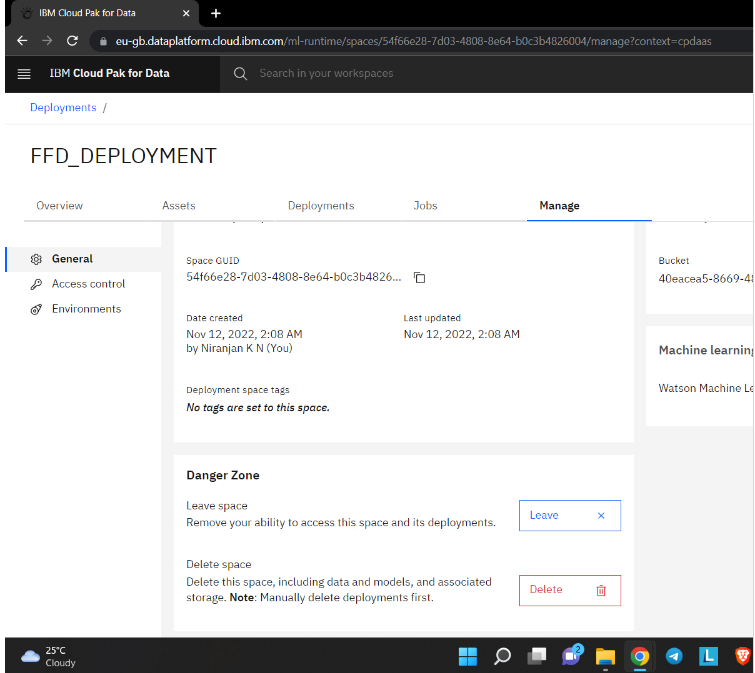 IBM Cloud Pak for Data
eu-gb.dataplatform.cloud.ibm.com/ml-runtime/spaces/54f66e28-7d03-4808-8e64-b0c3b4826004/manage?context=cpdaas
IBM Cloud Pak for Data
Search in your workspaces
Deployments /
FFD_DEPLOYMENT
Overview Assets Deployments Jobs Manage
General
Access control
Environments
Space GUID
54f66e28-7d03-4808-8e64-b0c3b4826...
Date created
Nov 12, 2022, 2:08 AM
by Niranjan K N (You)
Last updated
Nov 12, 2022, 2:08 AM
Deployment space tags
No tags are set to this space.
Bucket
40eacea5-8669-4
Machine learning
Watson Machine Le
Danger Zone
Leave space
Remove your ability to access this space and its deployments.
Leave
Delete space
Delete this space, including data and models, and associated
storage. Note: Manually delete deployments first.
Delete
25°C
Cloudy
2
L